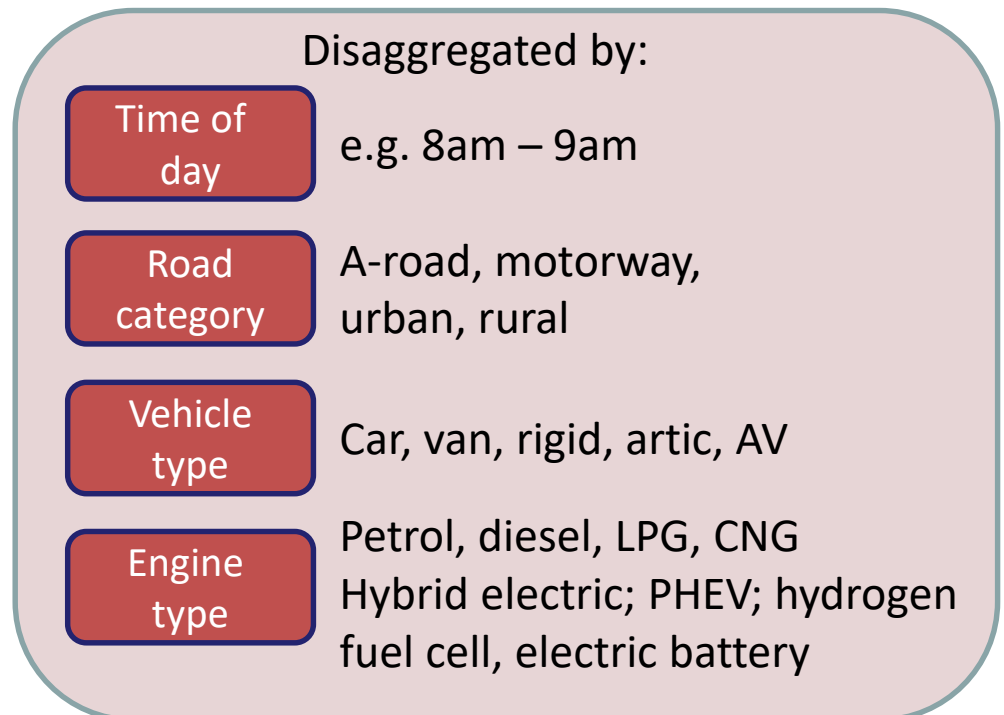 Disaggregated by:
Time of
day
e.g. 8am – 9am
Road
category
A-road, motorway,
urban, rural
Vehicle
type
Car, van, rigid, artic, AV
Engine
type
Petrol, diesel, LPG, CNG
Hybrid electric; PHEV; hydrogen
fuel cell, electric battery